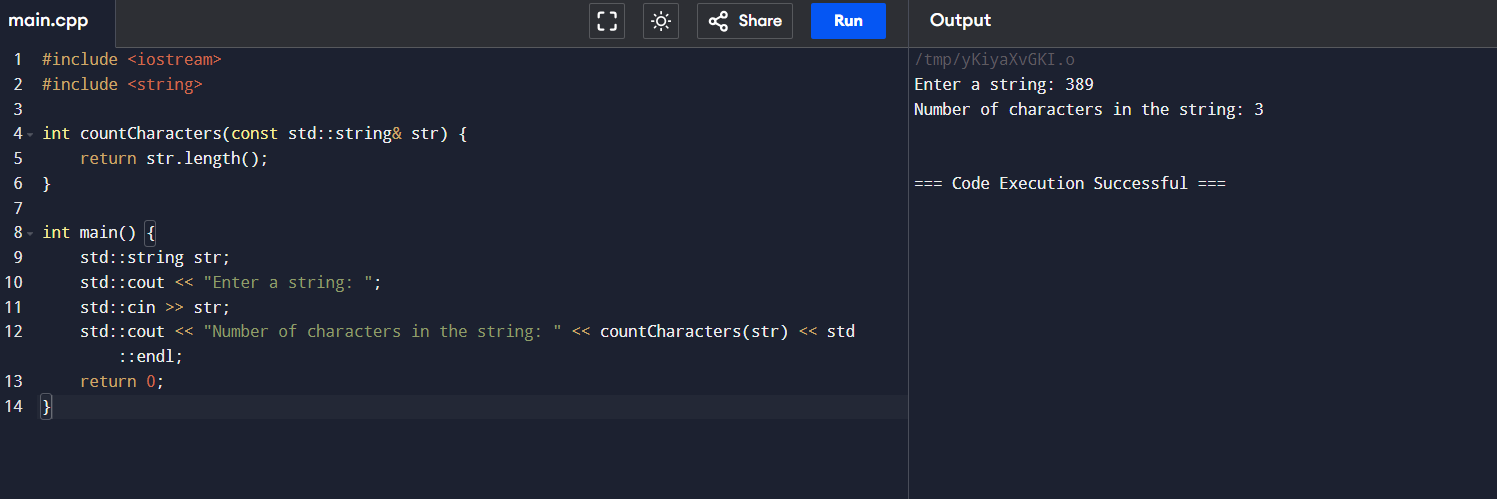 main.cpp
Share
Run
Output
1 #include <iostream>
2 #include <string>
3
4 int countCharacters(const std::string& str) {
5     return str.length();
6 }
7
8 int main() {
9     std::string str;
10     std::cout << "Enter a string: ";
11     std::cin >> str;
12     std::cout << "Number of characters in the string: " << countCharacters(str) << std
        ::endl;
13     return 0;
14 }
/tmp/yKiyaXvGKI.o
Enter a string: 389
Number of characters in the string: 3
=== Code Execution Successful ===